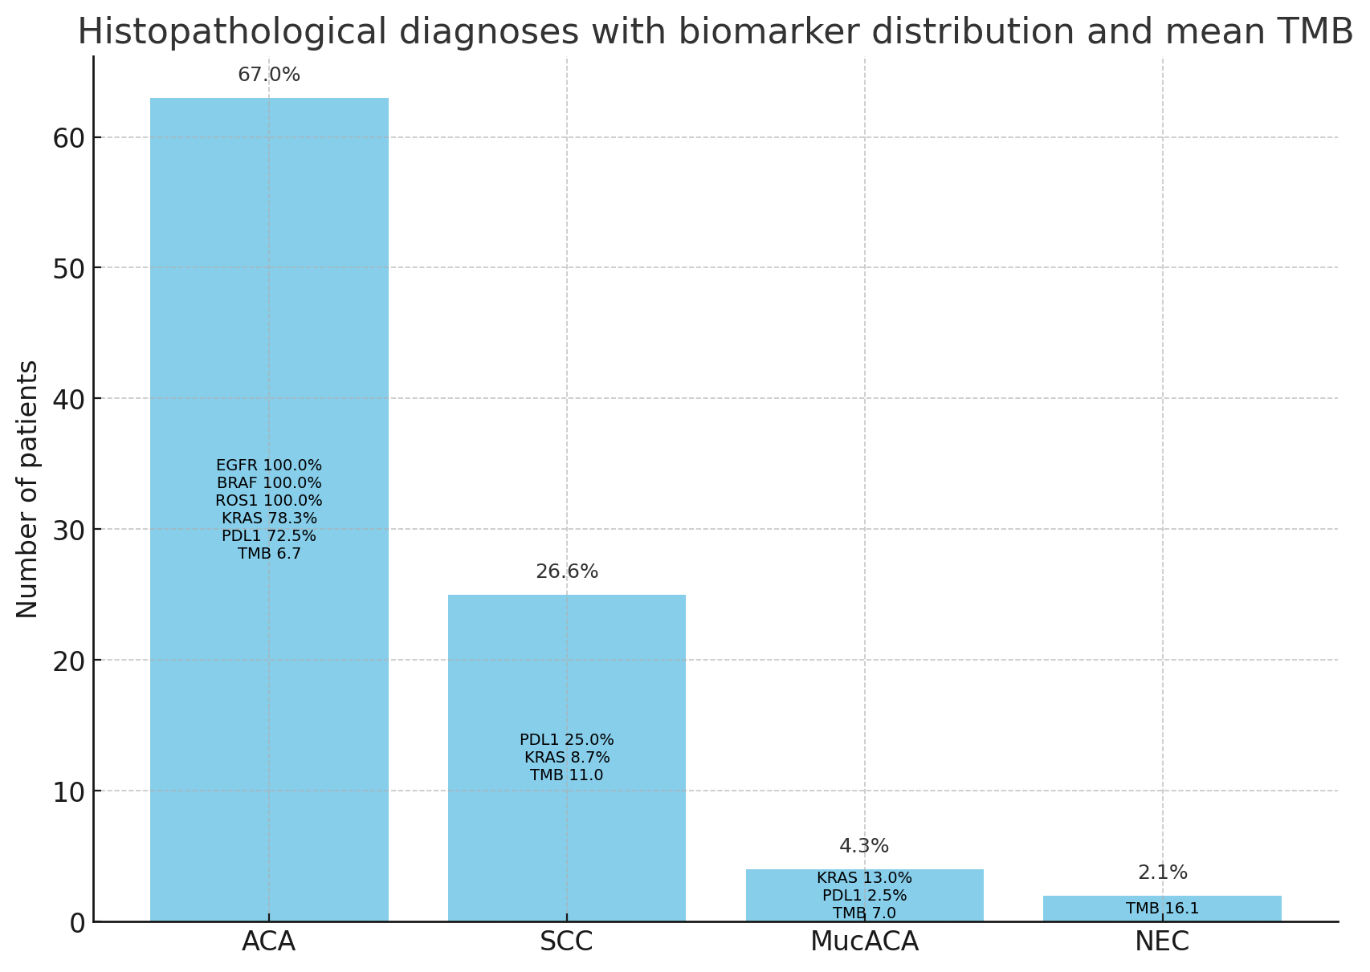 Histopathological diagnoses with biomarker distribution and mean TMB
Number of patients
60
50
40
30
20
10
0
67.0%
EGFR 100.0%
BRAF 100.0%
ROS1 100.0%
KRAS 78.3%
PDL1 72.5%
TMB 6.7
26.6%
PDL1 25.0%
KRAS 8.7%
TMB 11.0
4.3%
KRAS 13.0%
PDL1 2.5%
TMB 7.0
2.1%
TMB 16.1
ACA
SCC
MucACA
NEC